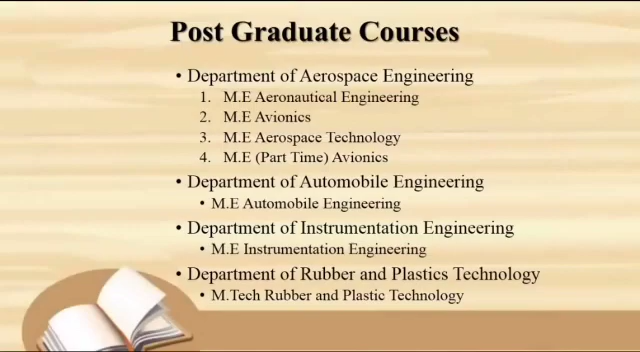 Post Graduate Courses
• Department of Aerospace Engineering
1. M.E Aeronautical Engineering
2. M.E Avionics
3. M.E Aerospace Technology
4. M.E (Part Time) Avionics
• Department of Automobile Engineering
• M.E Automobile Engineering
• Department of Instrumentation Engineering
• M.E Instrumentation Engineering
• Department of Rubber and Plastics Technology
• M.Tech Rubber and Plastic Technology